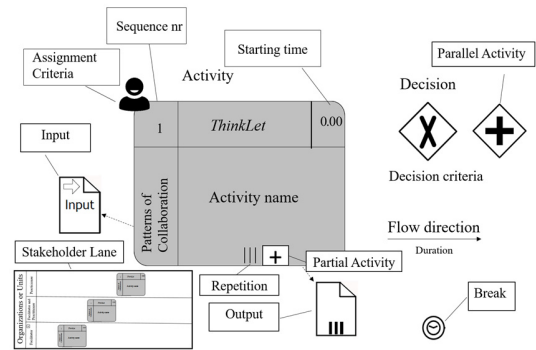 Sequence nr
Starting time
Parallel Activity
Assignment
Criteria
Activity
Decision
1
ThinkLet
0.00
Input
Decision criteria
Input
Patterns of
Collaboration
Activity name
Flow direction
Duration
Stakeholder Lane
Partial Activity
Repetition
Output
Break
Organizations or Units